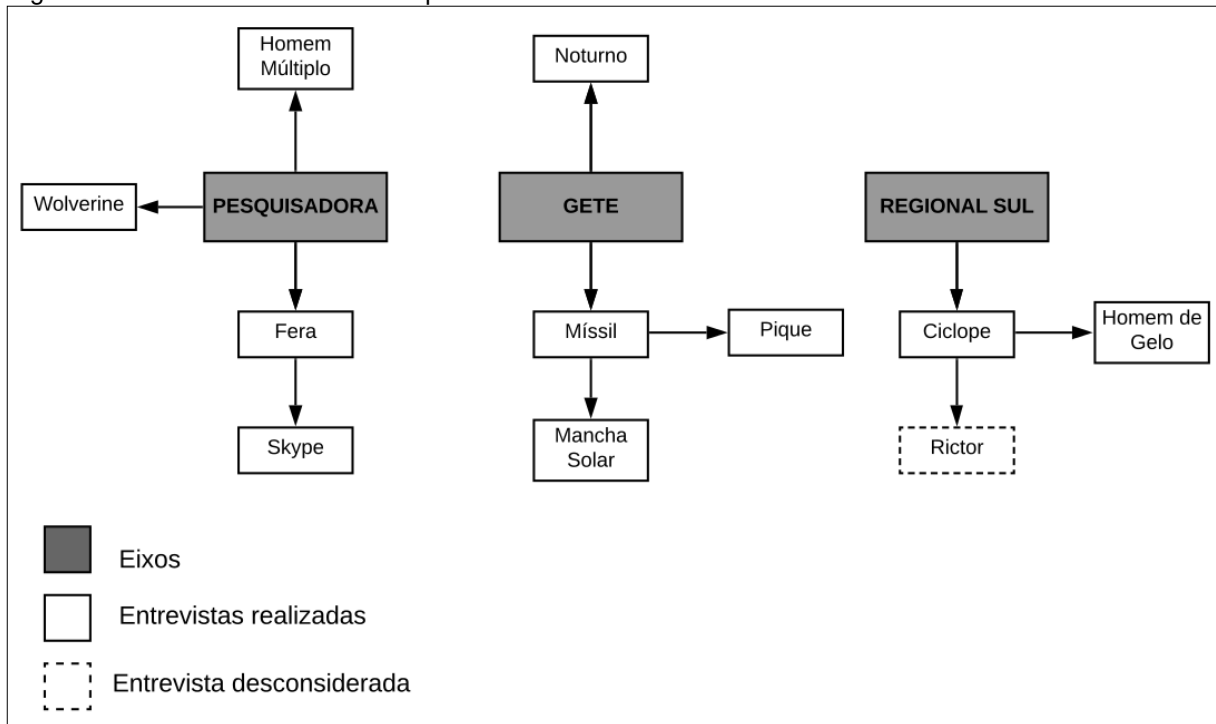 Homem
Múltiplo
Noturno
Wolverine
PESQUISADORA
GETE
REGIONAL SUL
Fera
Míssil
Pique
Ciclope
Homem de
Gelo
Skype
Mancha
Solar
Rictor
Eixos
Entrevistas realizadas
Entrevista desconsiderada